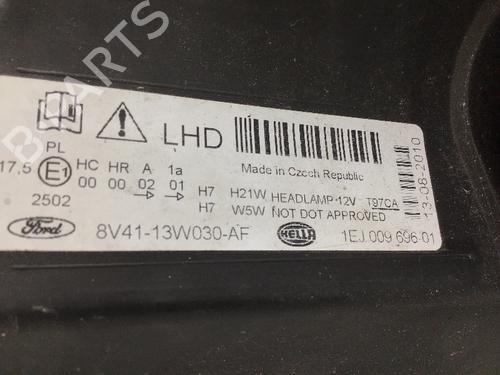 B PARTS
LHD
Made in Czech Republic
PL
17,5 E1 HC HR A 1a
00 00 02 01 H7 H21W HEADLAMP 12V T97CA
2502 H7 W5W NOT DOT APPROVED
13-08-2010
Ford 8V41-13W030-AF HELLA 1EJ 009 696-01